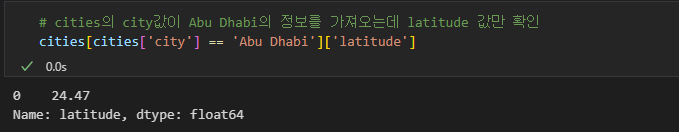 # cities의 city값이 Abu Dhabi의 정보를 가져오는데 latitude 값만 확인
cities[cities['city'] == 'Abu Dhabi']['latitude']
0.0s
0    24.47
Name: latitude, dtype: float64